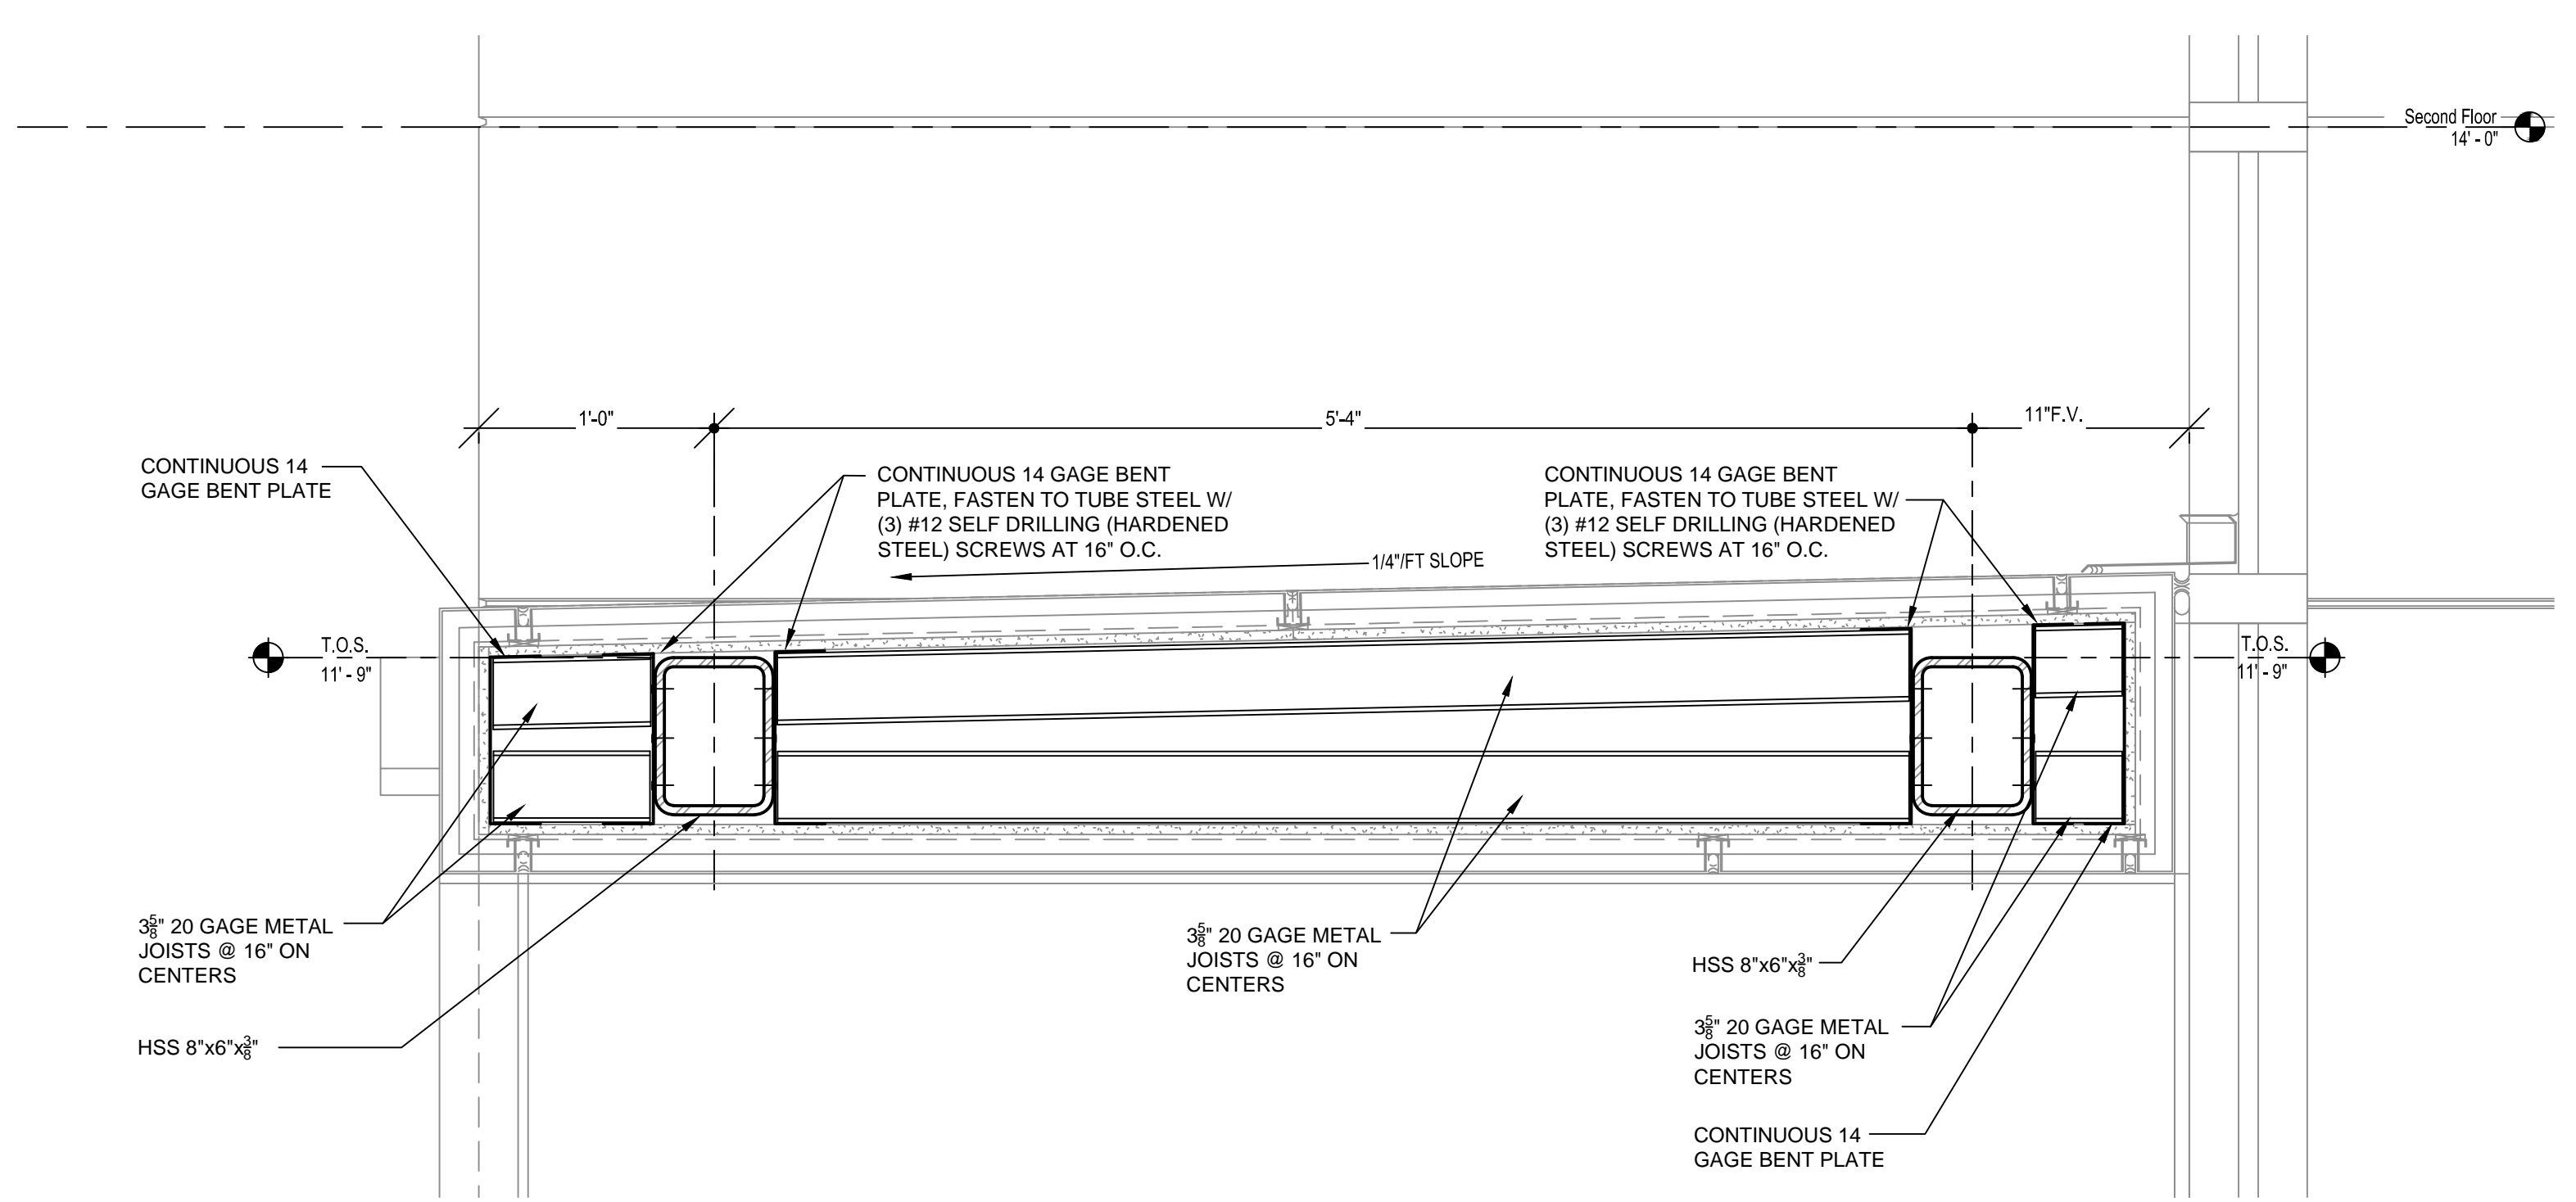 Second Floor
14' - 0"
1'-0"
5'-4"
11"F.V.
CONTINUOUS 14
GAGE BENT PLATE
CONTINUOUS 14 GAGE BENT
PLATE, FASTEN TO TUBE STEEL W/
(3) #12 SELF DRILLING (HARDENED
STEEL) SCREWS AT 16" O.C.
CONTINUOUS 14 GAGE BENT
PLATE, FASTEN TO TUBE STEEL W/
(3) #12 SELF DRILLING (HARDENED
STEEL) SCREWS AT 16" O.C.
1/4"/FT SLOPE
T.O.S.
11' - 9"
T.O.S.
11' - 9"
3⅝" 20 GAGE METAL
JOISTS @ 16" ON
CENTERS
HSS 8"x6"x⅜"
3⅝" 20 GAGE METAL
JOISTS @ 16" ON
CENTERS
HSS 8"x6"x⅜"
3⅝" 20 GAGE METAL
JOISTS @ 16" ON
CENTERS
CONTINUOUS 14
GAGE BENT PLATE